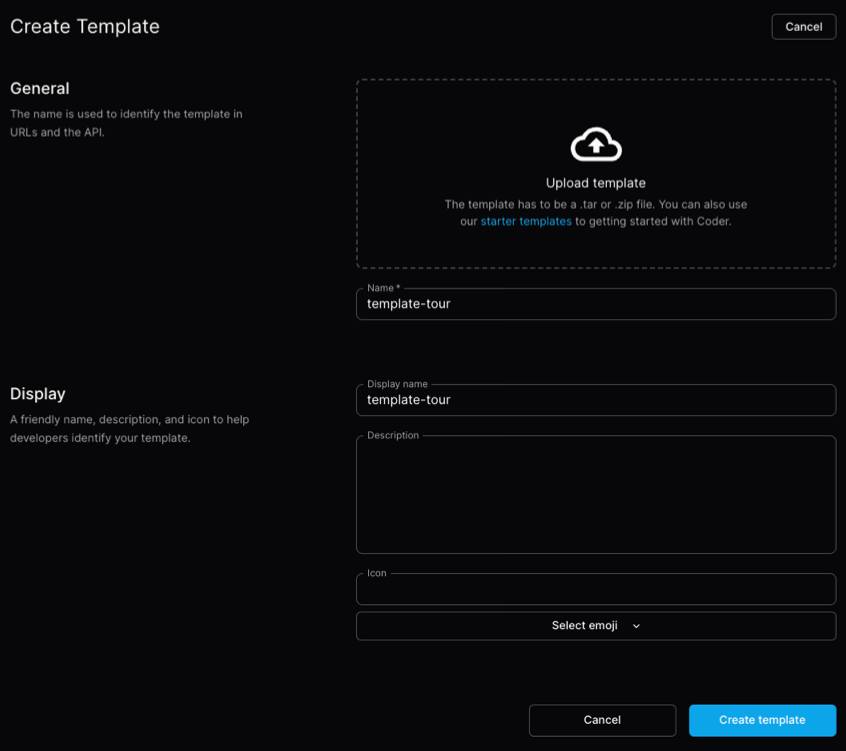 Create Template
Cancel
General
The name is used to identify the template in
URLs and the API.
Upload template
The template has to be a .tar or .zip file. You can also use
our starter templates to getting started with Coder.
Name *
template-tour
Display
A friendly name, description, and icon to help
developers identify your template.
Display name
template-tour
Description
Icon
Select emoji
Cancel
Create template